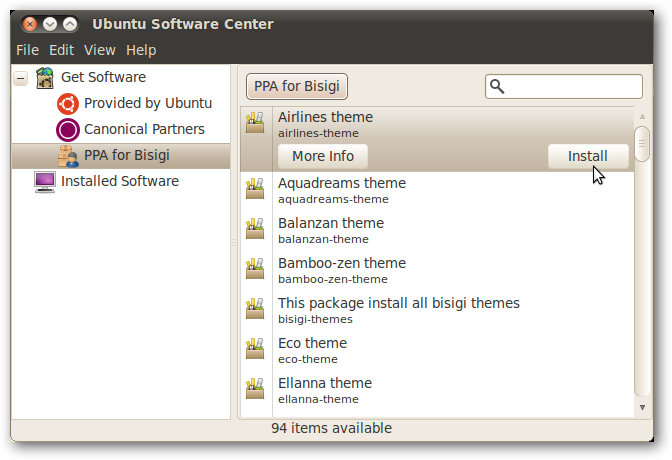 Ubuntu Software Center
File Edit View Help
Get Software
Provided by Ubuntu
Canonical Partners
PPA for Bisigi
Installed Software
PPA for Bisigi
Airlines theme
airlines-theme
More Info Install
Aquadreams theme
aquadreams-theme
Balanzan theme
balanzan-theme
Bamboo-zen theme
bamboo-zen-theme
This package install all bisigi themes
bisigi-themes
Eco theme
eco-theme
Ellanna theme
ellanna-theme
94 items available